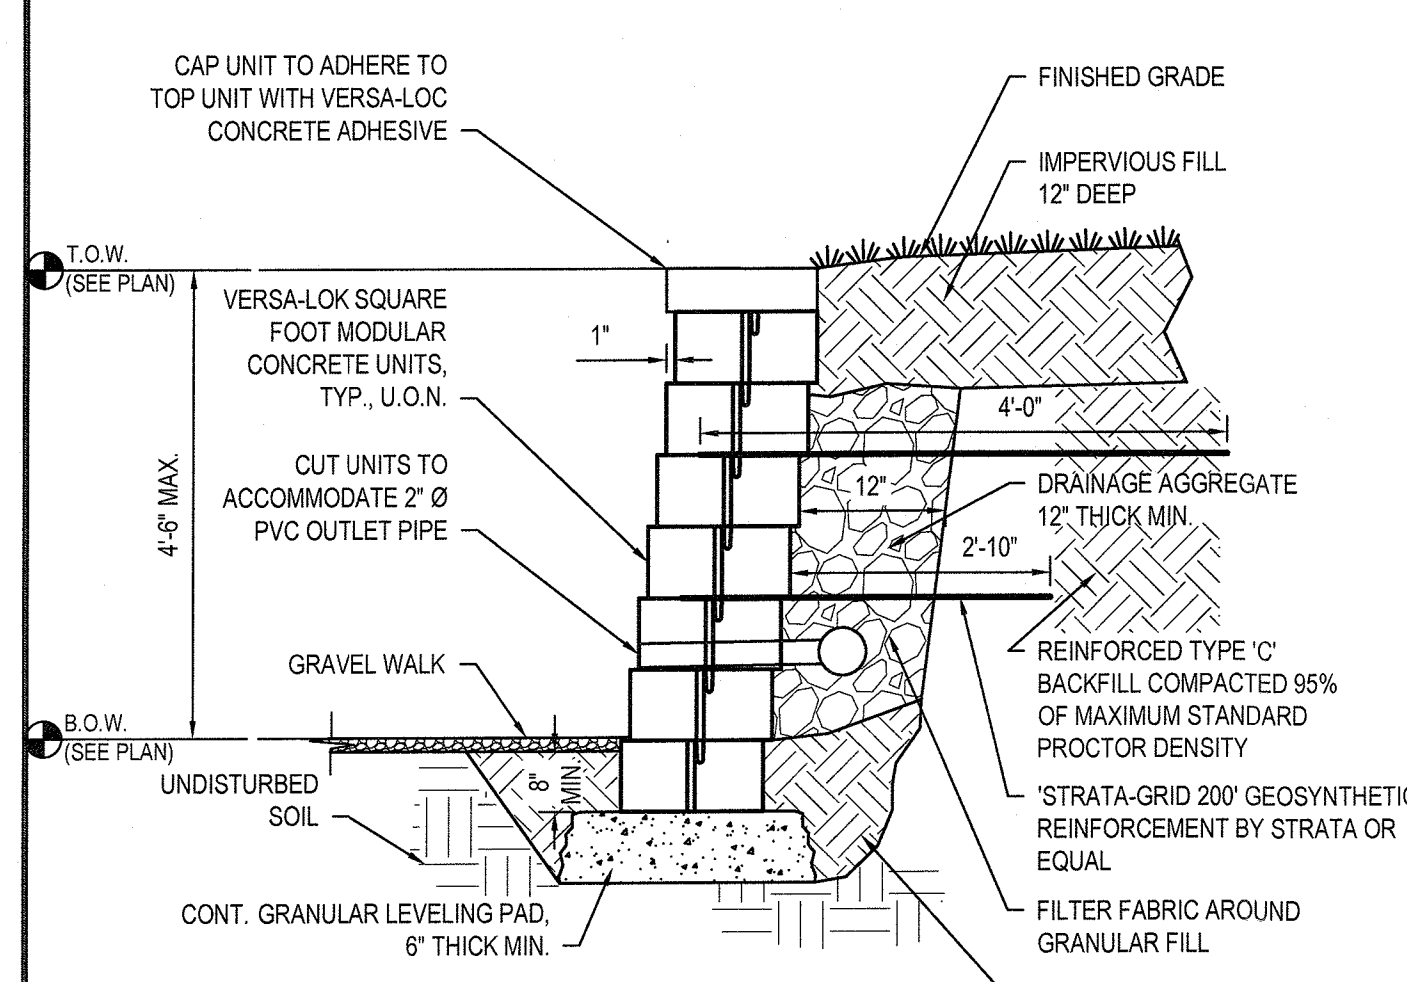 CAP UNIT TO ADHERE TO
TOP UNIT WITH VERSA-LOC
CONCRETE ADHESIVE
FINISHED GRADE
IMPERVIOUS FILL
12" DEEP
T.O.W.
(SEE PLAN)
VERSA-LOK SQUARE
FOOT MODULAR
CONCRETE UNITS,
TYP., U.O.N.
1"
4'-0"
4'-6" MAX.
CUT UNITS TO
ACCOMMODATE 2" Ø
PVC OUTLET PIPE
12"
DRAINAGE AGGREGATE
12" THICK MIN.
2'-10"
GRAVEL WALK
REINFORCED TYPE 'C'
BACKFILL COMPACTED 95%
OF MAXIMUM STANDARD
PROCTOR DENSITY
B.O.W.
(SEE PLAN)
8"
MIN.
UNDISTURBED
SOIL
'STRATA-GRID 200' GEOSYNTHETIC
REINFORCEMENT BY STRATA OR
EQUAL
CONT. GRANULAR LEVELING PAD,
6" THICK MIN.
FILTER FABRIC AROUND
GRANULAR FILL